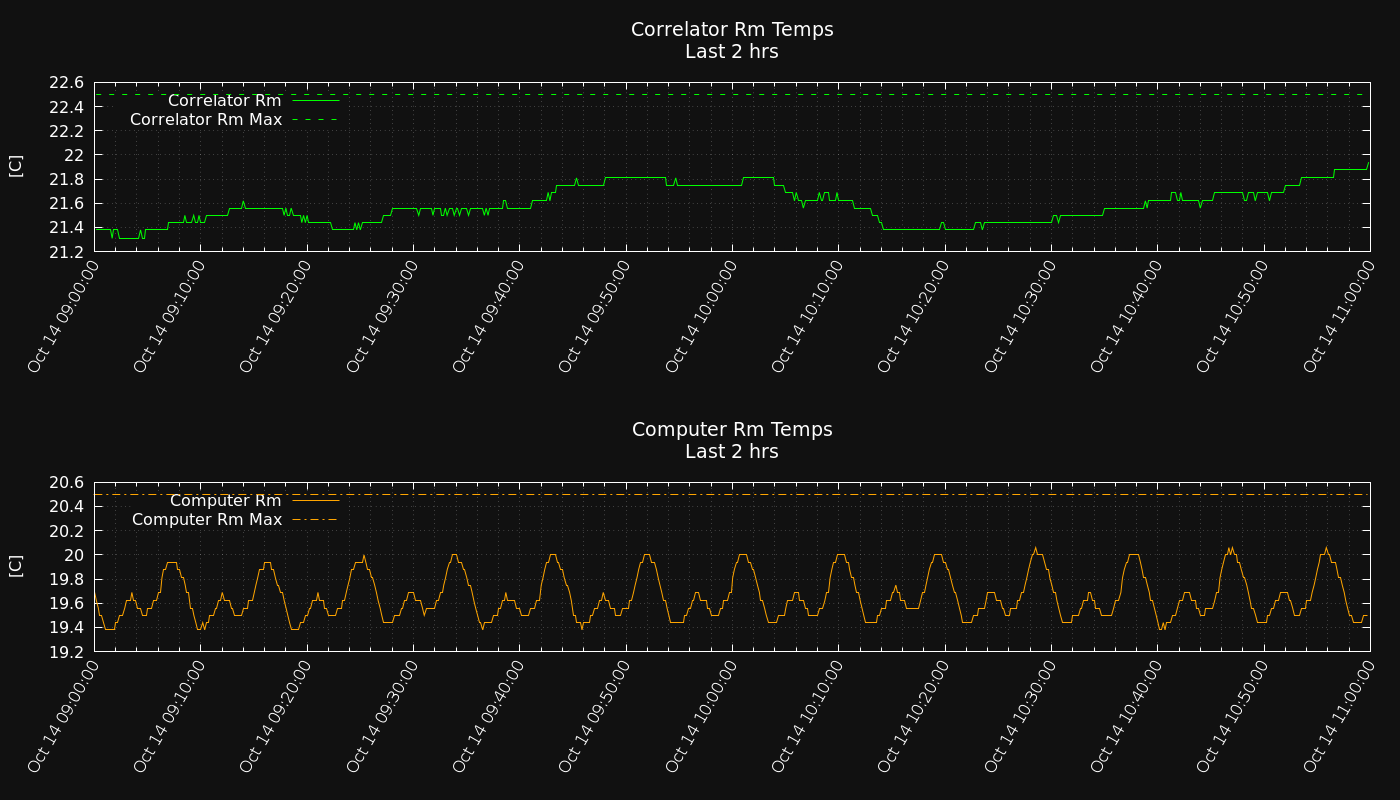 Correlator Rm Temps
Last 2 hrs
22.6
22.4
22.2
22
21.8
21.6
21.4
21.2
[C]
Correlator Rm
Correlator Rm Max
Oct 14 09:00:00
Oct 14 09:10:00
Oct 14 09:20:00
Oct 14 09:30:00
Oct 14 09:40:00
Oct 14 09:50:00
Oct 14 10:00:00
Oct 14 10:10:00
Oct 14 10:20:00
Oct 14 10:30:00
Oct 14 10:40:00
Oct 14 10:50:00
Oct 14 11:00:00
Computer Rm Temps
Last 2 hrs
20.6
20.4
20.2
20
19.8
19.6
19.4
19.2
[C]
Computer Rm
Computer Rm Max
Oct 14 09:00:00
Oct 14 09:10:00
Oct 14 09:20:00
Oct 14 09:30:00
Oct 14 09:40:00
Oct 14 09:50:00
Oct 14 10:00:00
Oct 14 10:10:00
Oct 14 10:20:00
Oct 14 10:30:00
Oct 14 10:40:00
Oct 14 10:50:00
Oct 14 11:00:00